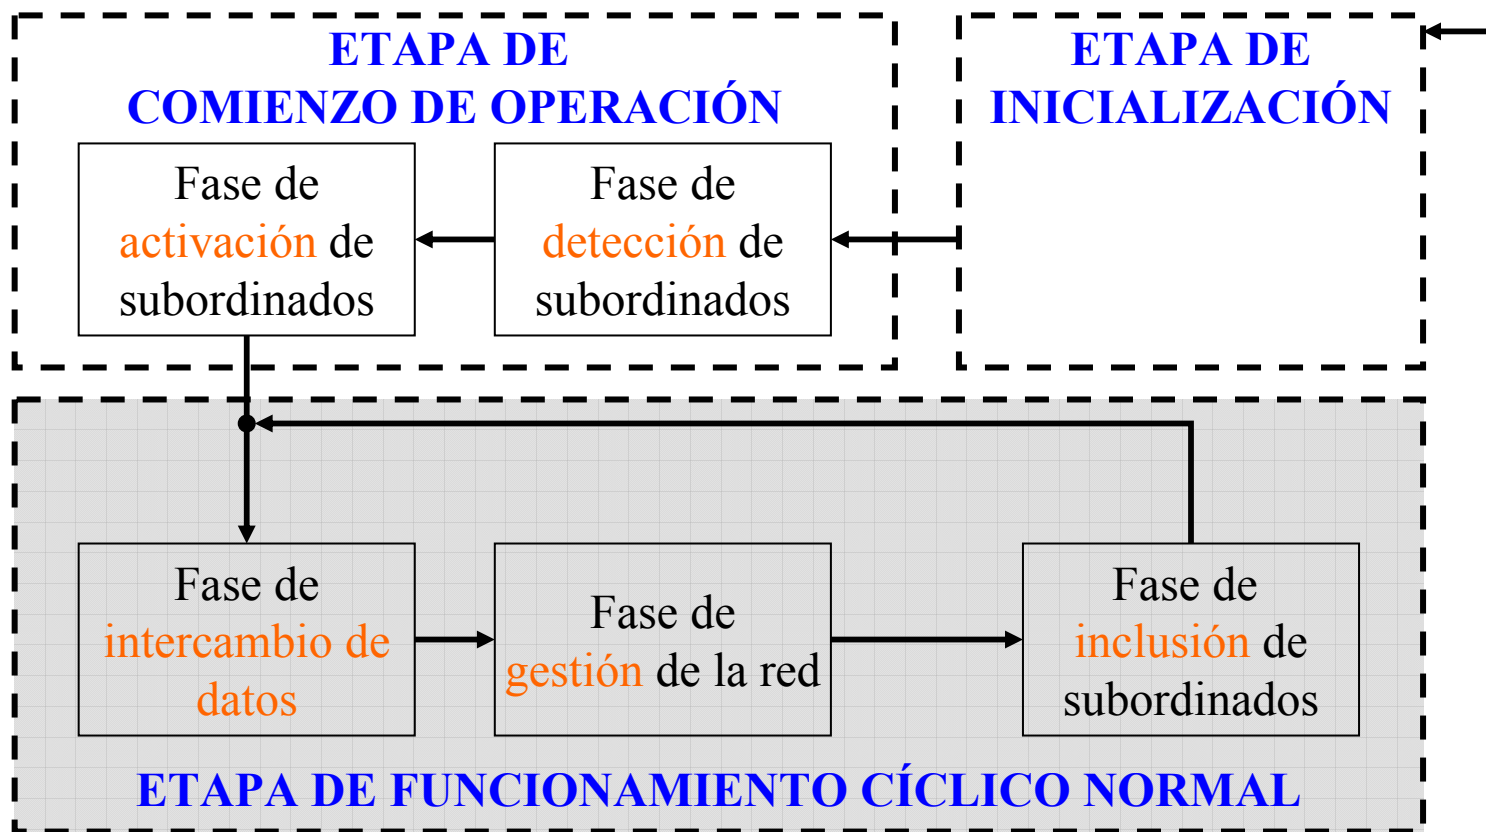 ETAPA DE
COMIENZO DE OPERACIÓN
ETAPA DE
INICIALIZACIÓN
Fase de
activación de
subordinados
Fase de
detección de
subordinados
Fase de
intercambio de
datos
Fase de
gestión de la red
Fase de
inclusión de
subordinados
ETAPA DE FUNCIONAMIENTO CÍCLICO NORMAL